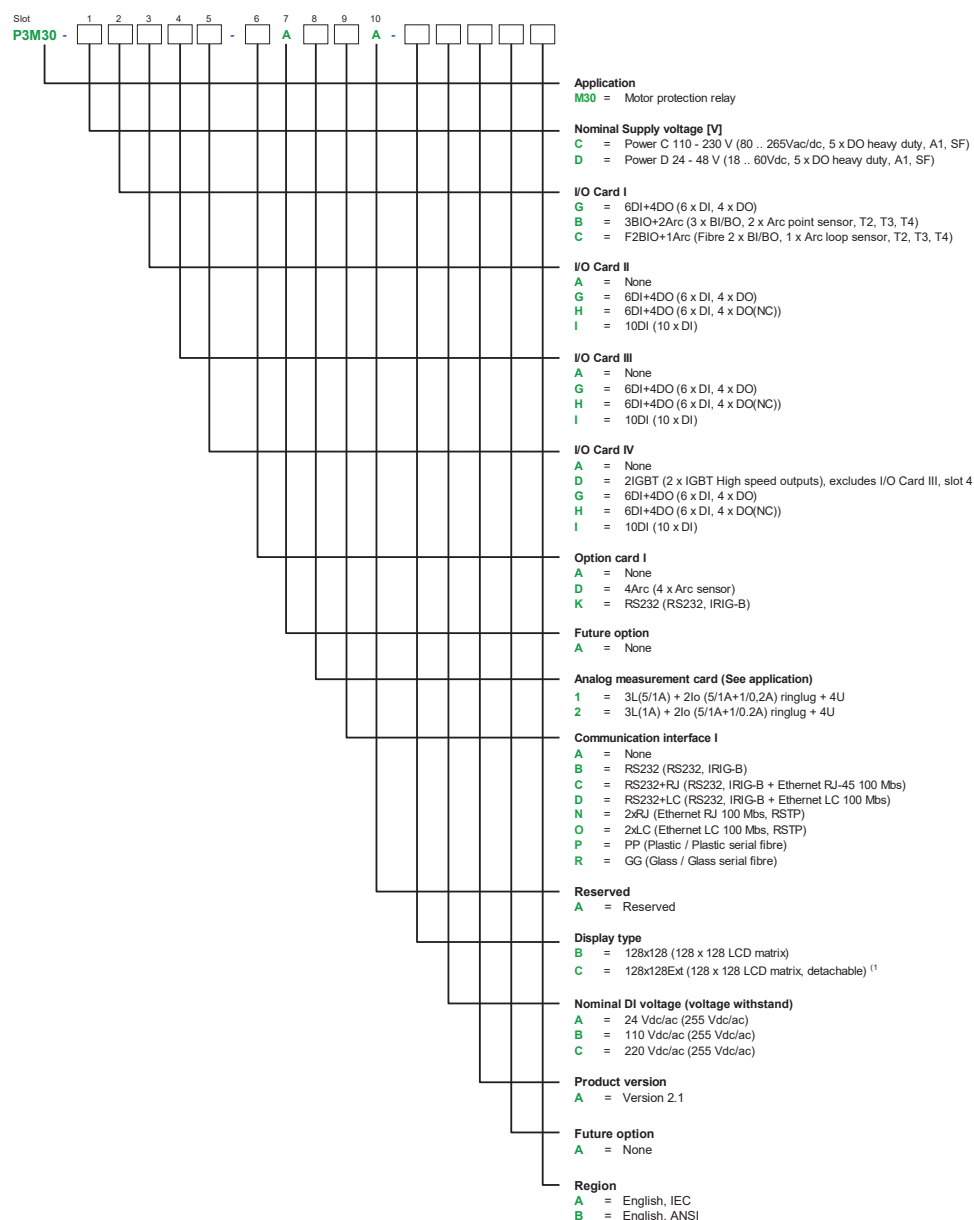 Slot 1 2 3 4 5 6 7 8 9 10
P3M30 - - A A -
Application
M30 = Motor protection relay
Nominal Supply voltage [V]
C = Power C 110 - 230 V (80 .. 265Vac/dc, 5 x DO heavy duty, A1, SF)
D = Power D 24 - 48 V (18 .. 60Vdc, 5 x DO heavy duty, A1, SF)
I/O Card I
G = 6DI+4DO (6 x DI, 4 x DO)
B = 3BIO+2Arc (3 x BI/BO, 2 x Arc point sensor, T2, T3, T4)
C = F2BIO+1Arc (Fibre 2 x BI/BO, 1 x Arc loop sensor, T2, T3, T4)
I/O Card II
A = None
G = 6DI+4DO (6 x DI, 4 x DO)
H = 6DI+4DO (6 x DI, 4 x DO(NC))
I = 10DI (10 x DI)
I/O Card III
A = None
G = 6DI+4DO (6 x DI, 4 x DO)
H = 6DI+4DO (6 x DI, 4 x DO(NC))
I = 10DI (10 x DI)
I/O Card IV
A = None
D = 2IGBT (2 x IGBT High speed outputs), excludes I/O Card III, slot 4
G = 6DI+4DO (6 x DI, 4 x DO)
H = 6DI+4DO (6 x DI, 4 x DO(NC))
I = 10DI (10 x DI)
Option card I
A = None
D = 4Arc (4 x Arc sensor)
K = RS232 (RS232, IRIG-B)
Future option
A = None
Analog measurement card (See application)
1 = 3L(5/1A) + 2Io (5/1A+1/0,2A) ringlug + 4U
2 = 3L(1A) + 2Io (5/1A+1/0.2A) ringlug + 4U
Communication interface I
A = None
B = RS232 (RS232, IRIG-B)
C = RS232+RJ (RS232, IRIG-B + Ethernet RJ-45 100 Mbs)
D = RS232+LC (RS232, IRIG-B + Ethernet LC 100 Mbs)
N = 2xRJ (Ethernet RJ 100 Mbs, RSTP)
O = 2xLC (Ethernet LC 100 Mbs, RSTP)
P = PP (Plastic / Plastic serial fibre)
R = GG (Glass / Glass serial fibre)
Reserved
A = Reserved
Display type
B = 128x128 (128 x 128 LCD matrix)
C = 128x128Ext (128 x 128 LCD matrix, detachable) (1
Nominal DI voltage (voltage withstand)
A = 24 Vdc/ac (255 Vdc/ac)
B = 110 Vdc/ac (255 Vdc/ac)
C = 220 Vdc/ac (255 Vdc/ac)
Product version
A = Version 2.1
Future option
A = None
Region
A = English, IEC
B = English, ANSI